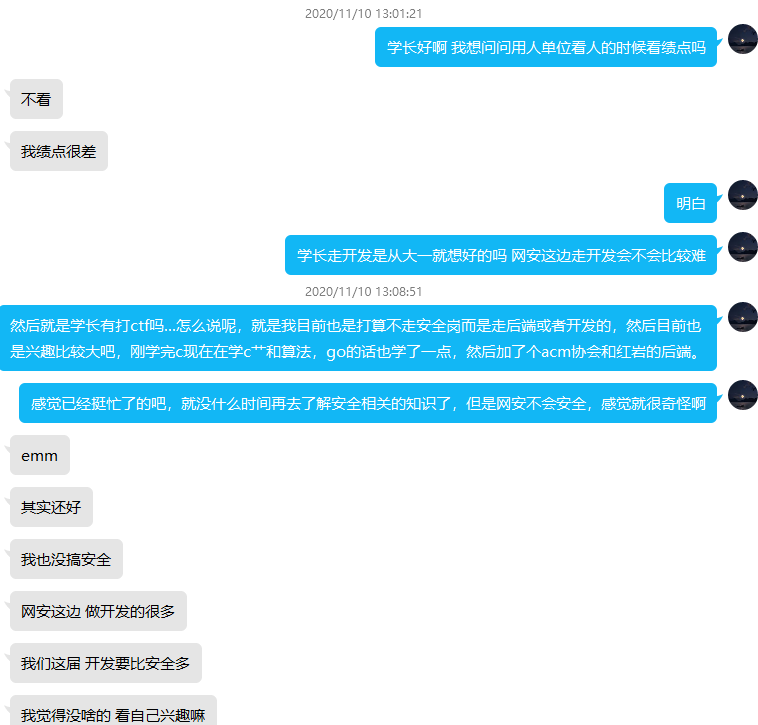 2020/11/10 13:01:21
学长好啊 我想问问用人单位看人的时候看绩点吗
不看
我绩点很差
明白
学长走开发是从大一就想好的吗 网安这边走开发会不会比较难
2020/11/10 13:08:51
然后就是学长有打ctf吗...怎么说呢，就是我目前也是打算不走安全岗而是走后端或者开发的，然后目前也
是兴趣比较大吧，刚学完c现在在学c艹和算法，go的话也学了一点，然后加了个acm协会和红岩的后端。
感觉已经挺忙了的吧，就没什么时间再去了解安全相关的知识了，但是网安不会安全，感觉就很奇怪啊
emm
其实还好
我也没搞安全
网安这边 做开发的很多
我们这届 开发要比安全多
我觉得没啥的 看自己兴趣嘛